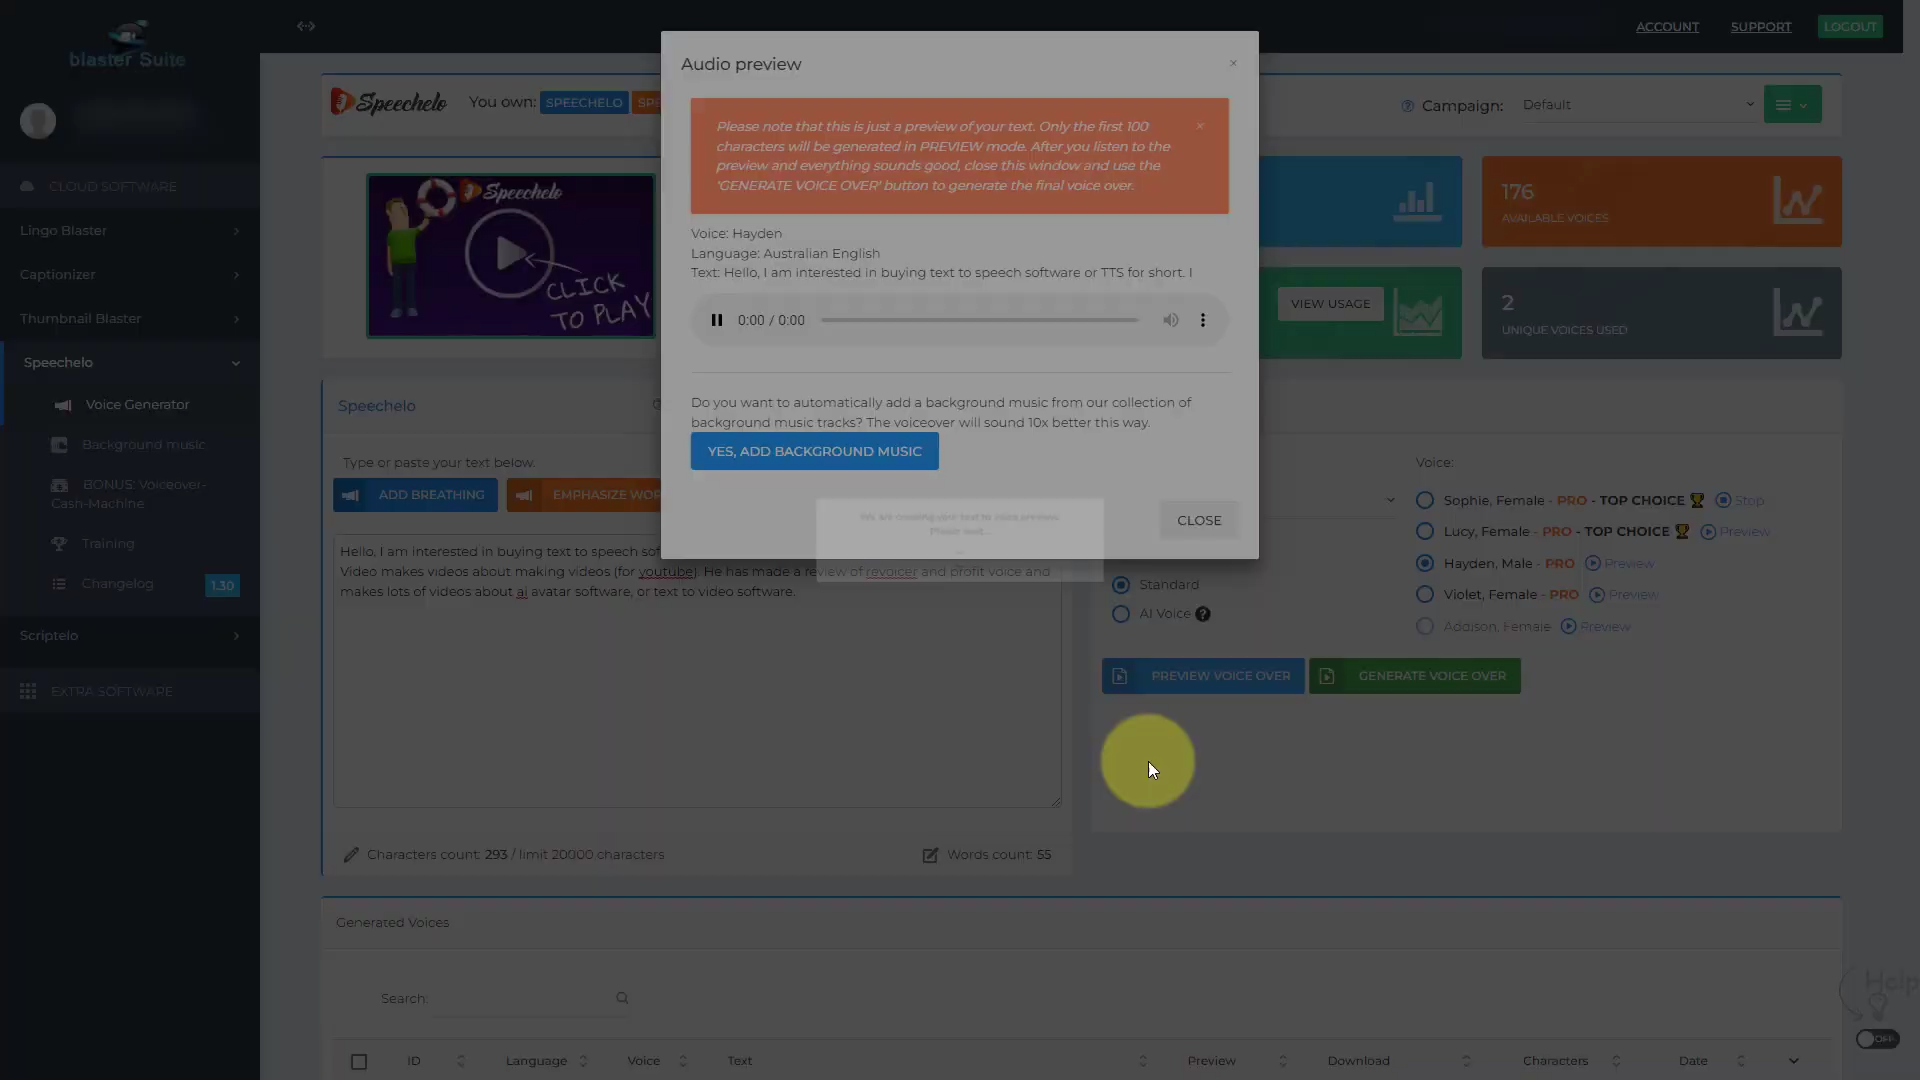 blaster Suite
ACCOUNT
SUPPORT
LOGOUT
CLOUD SOFTWARE
Lingo Blaster
Captionizer
Thumbnail Blaster
Speechelo
Voice Generator
Background music
BONUS: Voiceover-
Cash-Machine
Training
Changelog
1.30
Scriptelo
EXTRA SOFTWARE
Speechelo
You own:
SPEECHELO
Campaign:
Default
Speechelo
CLICK
TO PLAY
176
AVAILABLE VOICES
VIEW USAGE
2
UNIQUE VOICES USED
Audio preview
Please note that this is just a preview of your text. Only the first 100
characters will be generated in PREVIEW mode. After you listen to the
preview and everything sounds good, close this window and use the
'GENERATE VOICE OVER' button to generate the final voice over.
Voice: Hayden
Language: Australian English
Text: Hello, I am interested in buying text to speech software or TTS for short. I
0:00 / 0:00
Do you want to automatically add a background music from our collection of
background music tracks? The voiceover will sound 10x better this way.
YES, ADD BACKGROUND MUSIC
CLOSE
Please wait...
Speechelo
Type or paste your text below.
ADD BREATHING
EMPHASIZE WOR
Hello, I am interested in buying text to speech sof
Video makes videos about making videos (for youtube). He has made a review of revoicer and profit voice and
makes lots of videos about ai avatar software, or text to video software.
Characters count: 293 / limit 20000 characters
Words count: 55
Standard
AI Voice
Voice:
Sophie, Female - PRO - TOP CHOICE Stop
Lucy, Female - PRO - TOP CHOICE Preview
Hayden, Male - PRO Preview
Violet, Female - PRO Preview
Addison, Female Preview
PREVIEW VOICE OVER
GENERATE VOICE OVER
Generated Voices
Search:
ID
Language
Voice
Text
Preview
Download
Characters
Date
Help
OFF